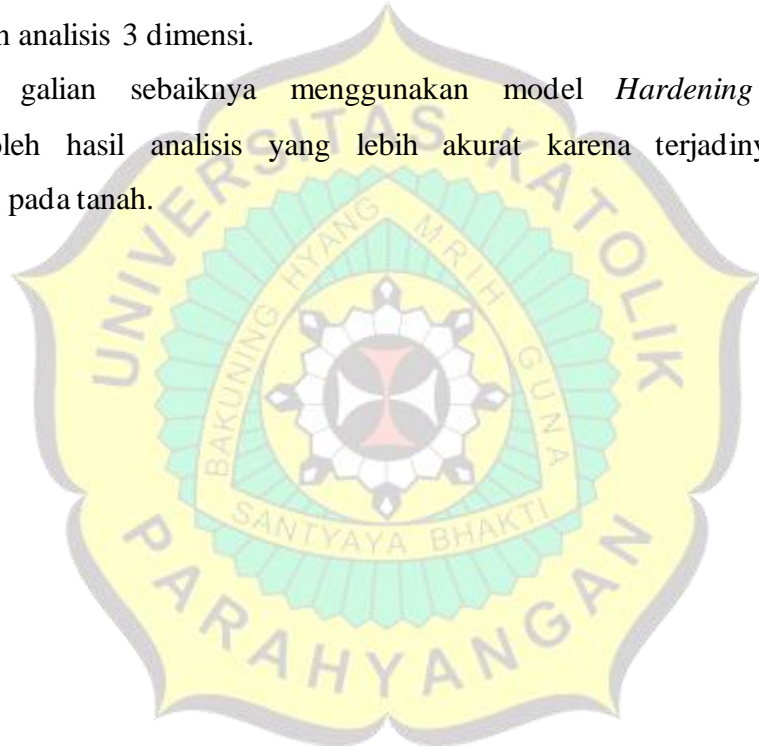 n analisis 3 dimensi.
galian sebaiknya menggunakan model Hardening
oleh hasil analisis yang lebih akurat karena terjadiny
pada tanah.
UNIVERSITAS KATOLIK
BAKUNING HYANG MRIH GUNA
SANTYAYA BHAKTI
PARAHYANGAN